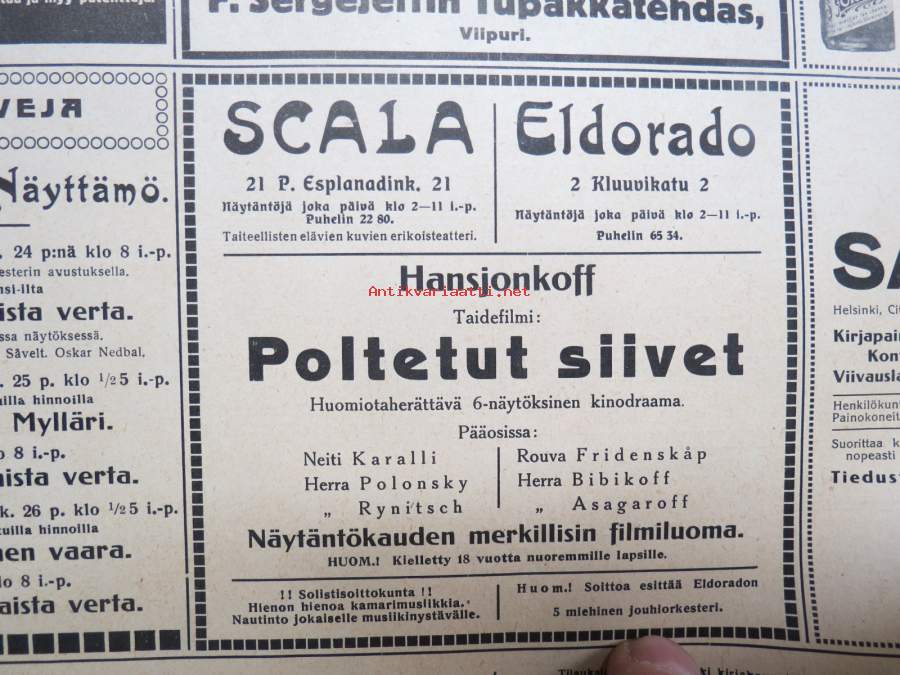 P. Sergejeffin Tupakkatehdas,
Viipuri.
VEJA
Näyttämö.
24 p:nä klo 8 i.-p.
esterin avustuksella.
nsi-ilta
ista verta.
ssa näytöksessä.
Sävelt. Oskar Nedbal,
25 p. klo 1/2 5 i.-p.
uilla hinnoilla
Mylläri.
o 8 i.-p.
aista verta.
k. 26 p. klo 1/2 5 i.-p.
tuilla hinnoilla
nen vaara.
klo 8 i.-p.
aista verta.
SCALA
21 P. Esplanadink. 21
Näytäntöjä joka päivä klo 2—11 i.-p.
Puhelin 22 80.
Taiteellisten elävien kuvien erikoisteatteri.
Eldorado
2 Kluuvikatu 2
Näytäntöjä joka päivä klo 2—11 i.-p.
Puhelin 65 34.
Hansjonkoff
Antikvariaatti.net
Taidefilmi:
Poltetut siivet
Huomiotaherättävä 6-näytöksinen kinodraama.
Pääosissa:
Neiti Karalli
Herra Polonsky
„ Rynitsch
Rouva Fridenskåp
Herra Bibikoff
„ Asagaroff
Näytäntökauden merkillisin filmiluoma.
HUOM.! Kielletty 18 vuotta nuoremmille lapsille.
!! Solistisoittokunta !!
Hienon hienoa kamarimusiikkia.
Nautinto jokaiselle musiikinystävälle.
Huom.! Soittoa esittää Eldoradon
5 miehinen jouhiorkesteri.
SA
Helsinki, Ci
Kirjapai
Kon
Viivausla
Henkilökun
Painokoneit
Suorittaa k
nopeasti
Tiedust